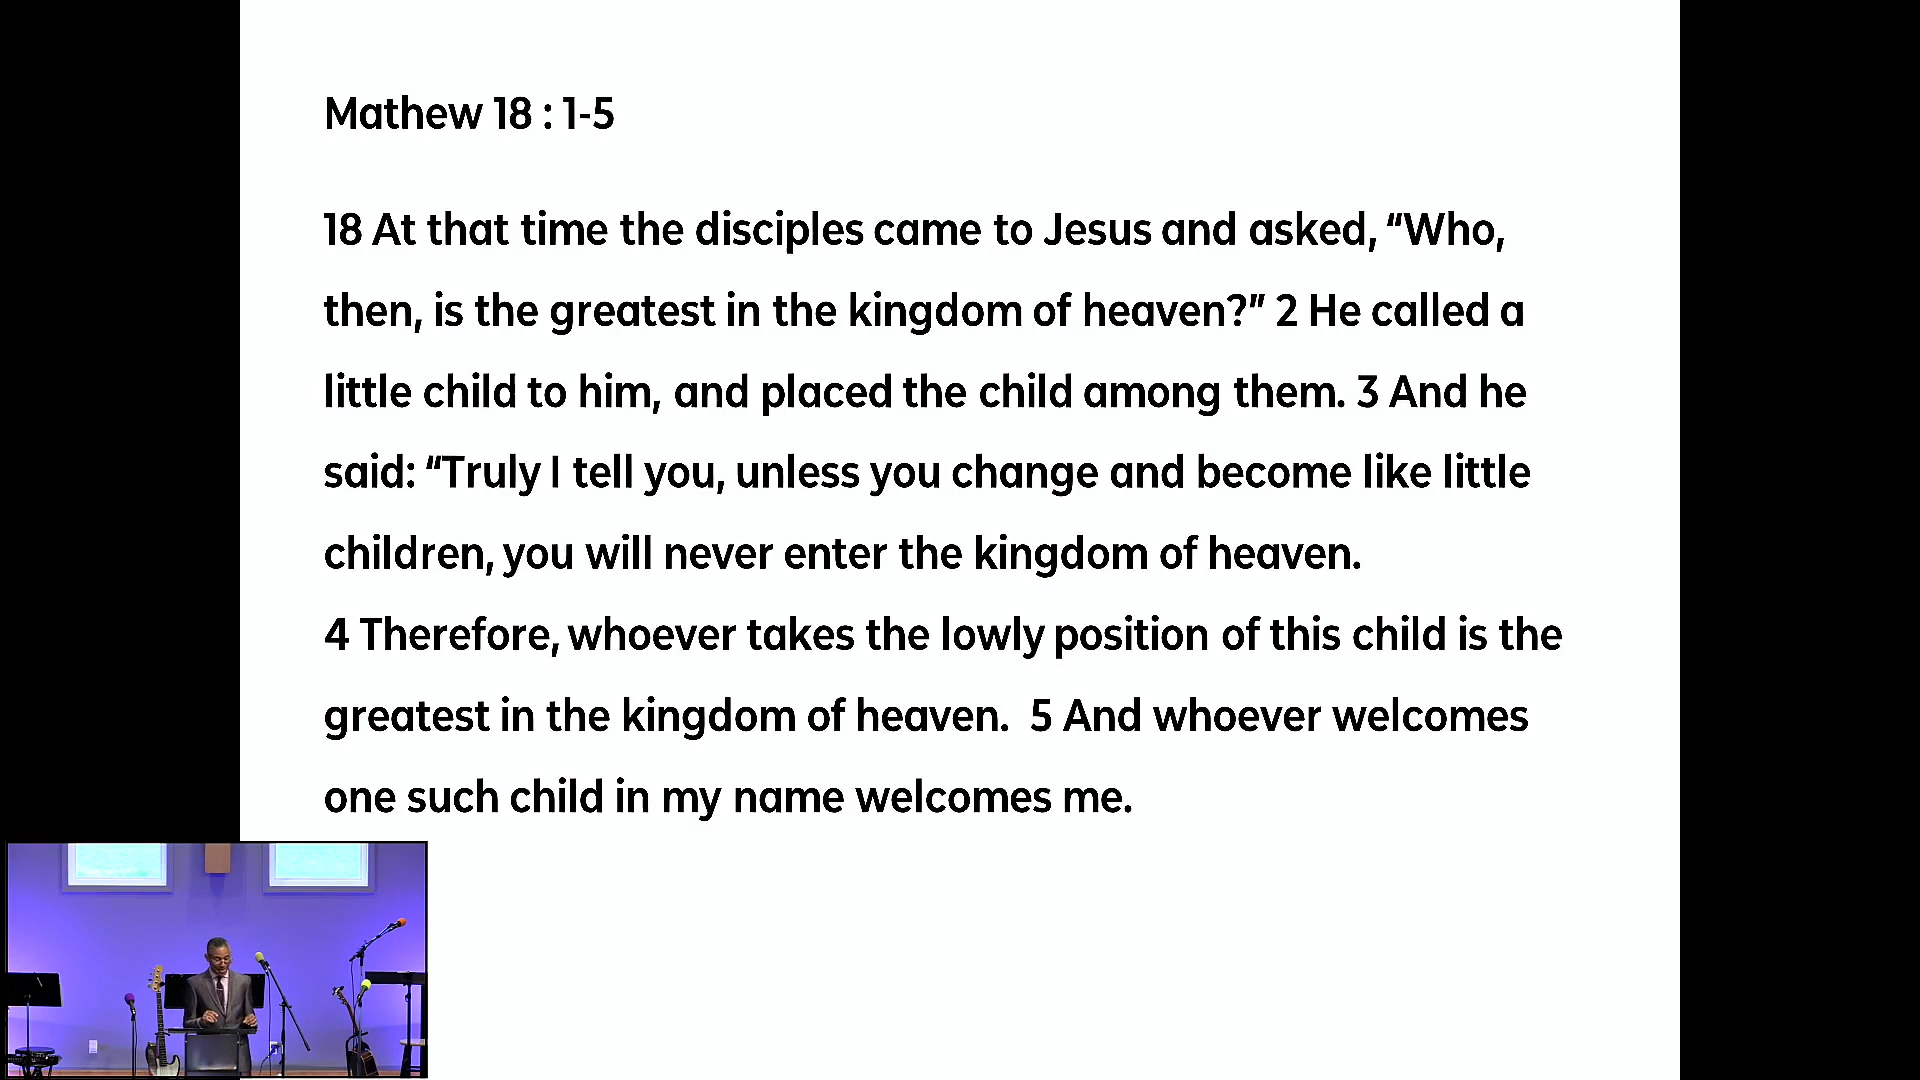 Mathew 18 : 1-5
18 At that time the disciples came to Jesus and asked, “Who,
then, is the greatest in the kingdom of heaven?” 2 He called a
little child to him, and placed the child among them. 3 And he
said: “Truly I tell you, unless you change and become like little
children, you will never enter the kingdom of heaven.
4 Therefore, whoever takes the lowly position of this child is the
greatest in the kingdom of heaven.  5 And whoever welcomes
one such child in my name welcomes me.